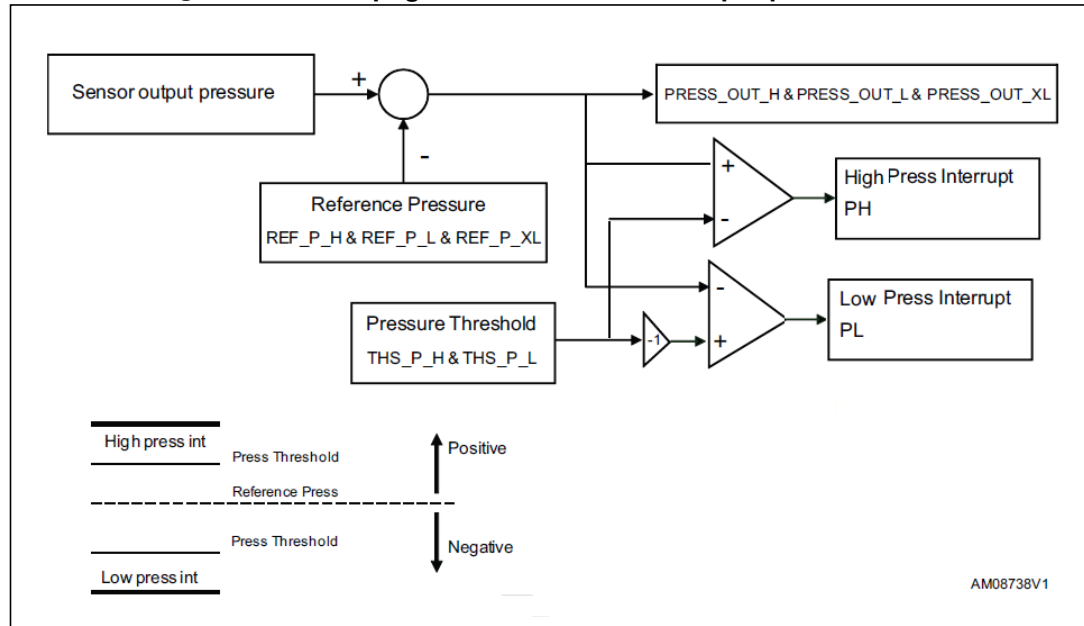 Sensor output pressure
+
PRESS_OUT_H & PRESS_OUT_L & PRESS_OUT_XL
-
Reference Pressure
REF_P_H & REF_P_L & REF_P_XL
+
-
High Press Interrupt
PH
Pressure Threshold
THS_P_H & THS_P_L
-1
-
+
Low Press Interrupt
PL
High press int
Press Threshold
Reference Press
Press Threshold
Low press int
Positive
Negative
AM08738V1